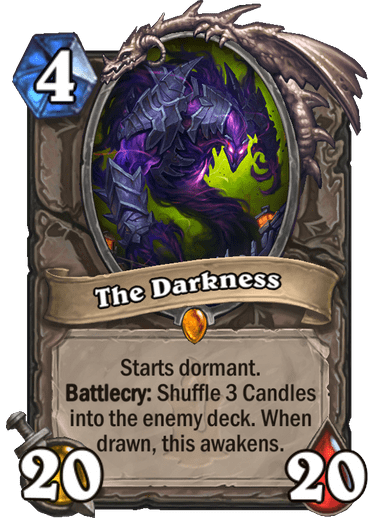 4
The Darkness
Starts dormant.
Battlecry: Shuffle 3 Candles
into the enemy deck. When
drawn, this awakens.
20
20